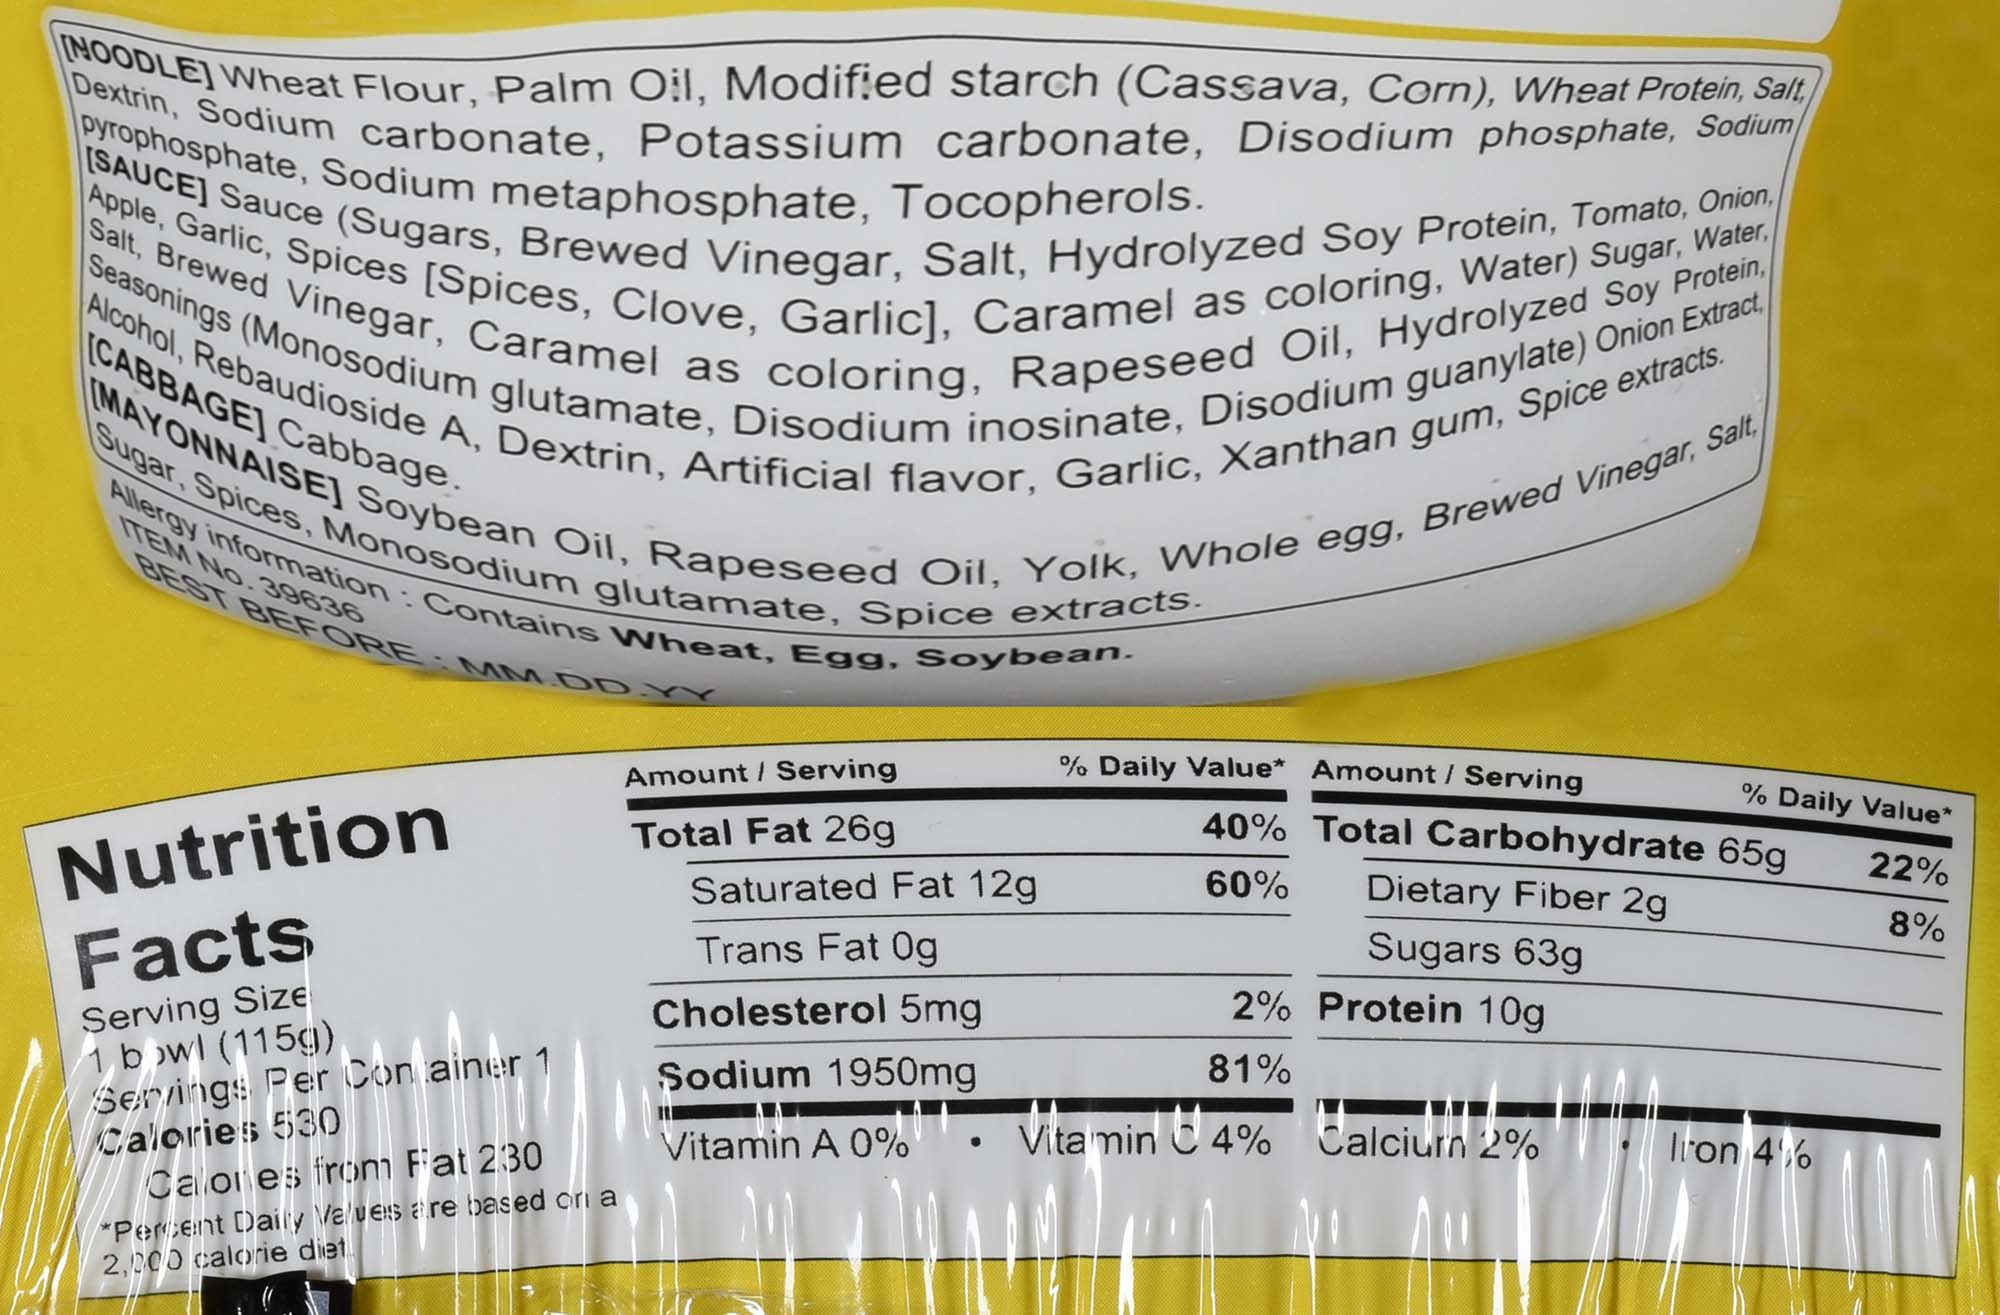 [NOODLE] Wheat Flour, Palm Oil, Modified starch (Cassava, Corn), Wheat Protein, Salt,
Dextrin, Sodium carbonate, Potassium carbonate, Disodium phosphate, Sodium
pyrophosphate, Sodium metaphosphate, Tocopherols.
[SAUCE] Sauce (Sugars, Brewed Vinegar, Salt, Hydrolyzed Soy Protein, Tomato, Onion,
Apple, Garlic, Spices [Spices, Clove, Garlic], Caramel as coloring, Water) Sugar, Water,
Salt, Brewed Vinegar, Caramel as coloring, Rapeseed Oil, Hydrolyzed Soy Protein,
Seasonings (Monosodium glutamate, Disodium inosinate, Disodium guanylate) Onion Extract,
Alcohol, Rebaudioside A, Dextrin, Artificial flavor, Garlic, Xanthan gum, Spice extracts.
[CABBAGE] Cabbage.
[MAYONNAISE] Soybean Oil, Rapeseed Oil, Yolk, Whole egg, Brewed Vinegar, Salt,
Sugar, Spices, Monosodium glutamate, Spice extracts.
Allergy information : Contains Wheat, Egg, Soybean.
ITEM No. 39636
BEST BEFORE : MM.DD.YY
Nutrition
Facts
Serving Size
1 bowl (115g)
Servings Per Container 1
Calories 530
Calories from Fat 230
*Percent Daily Values are based on a
2,000 calorie diet.
Amount / Serving % Daily Value*
Total Fat 26g 40%
Saturated Fat 12g 60%
Trans Fat 0g
Cholesterol 5mg 2%
Sodium 1950mg 81%
Amount / Serving % Daily Value*
Total Carbohydrate 65g 22%
Dietary Fiber 2g 8%
Sugars 63g
Protein 10g
Vitamin A 0% • Vitamin C 4% Calcium 2% • Iron 4%